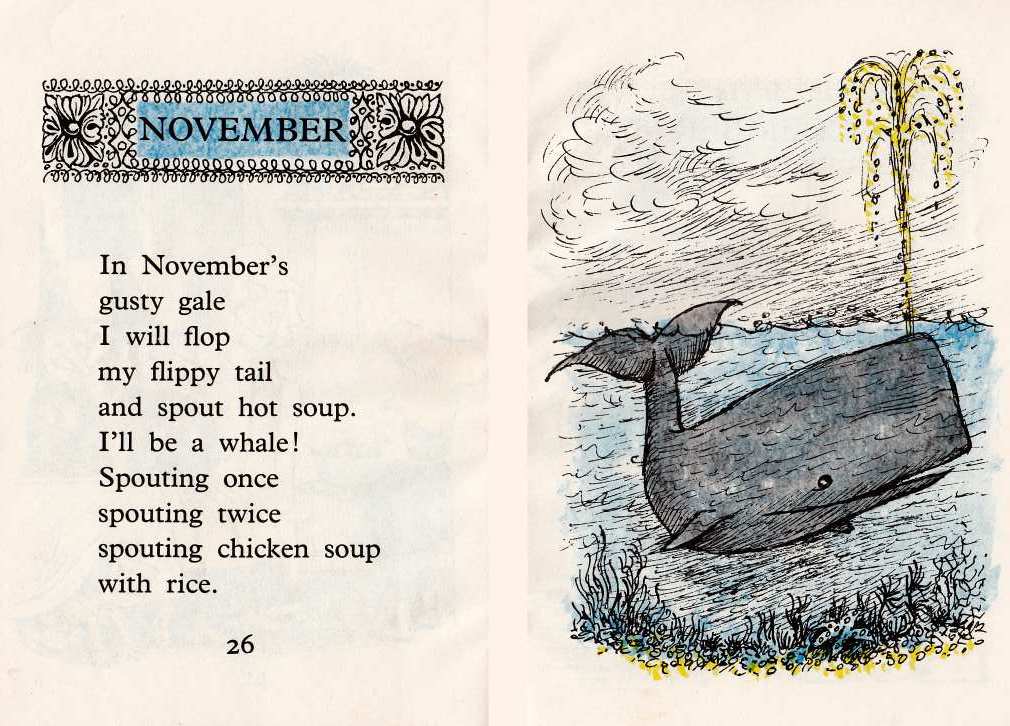 NOVEMBER
In November's
gusty gale
I will flop
my flippy tail
and spout hot soup.
I'll be a whale!
Spouting once
spouting twice
spouting chicken soup
with rice.
26